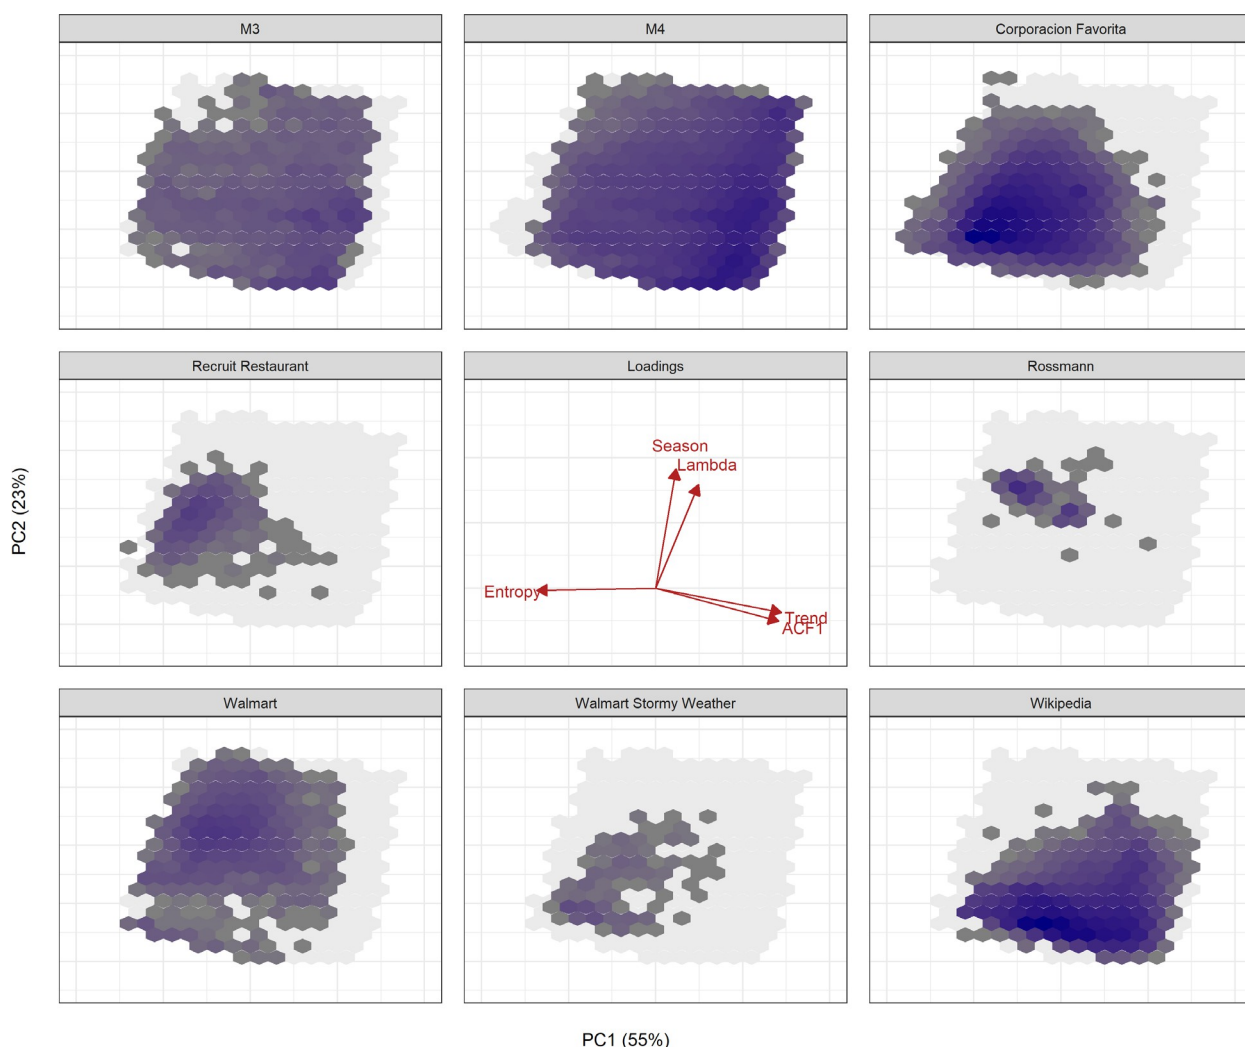 M3
M4
Corporacion Favorita
Recruit Restaurant
Loadings
Rossmann
Season
Lambda
Entropy
Trend
ACF1
PC2 (23%)
Walmart
Walmart Stormy Weather
Wikipedia
PC1 (55%)